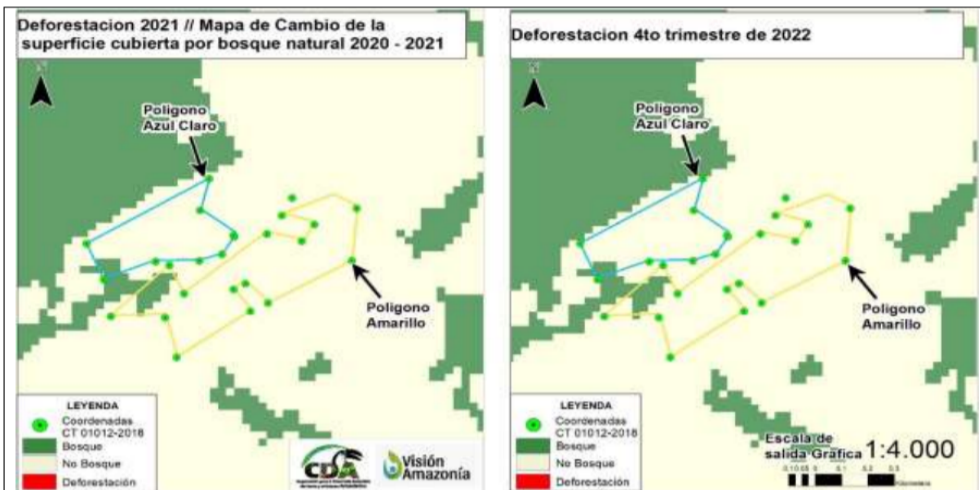 Deforestacion 2021 // Mapa de Cambio de la
superficie cubierta por bosque natural 2020 - 2021
N
Poligono
Azul Claro
Poligono
Amarillo
LEYENDA
Coordenadas
CT 01012-2018
Bosque
No Bosque
Deforestación
CDA
Visión
Amazonía
Deforestacion 4to trimestre de 2022
N
Poligono
Azul Claro
Poligono
Amarillo
LEYENDA
Coordenadas
CT 01012-2018
Bosque
No Bosque
Deforestación
Escala de
salida Gráfica 1:4.000